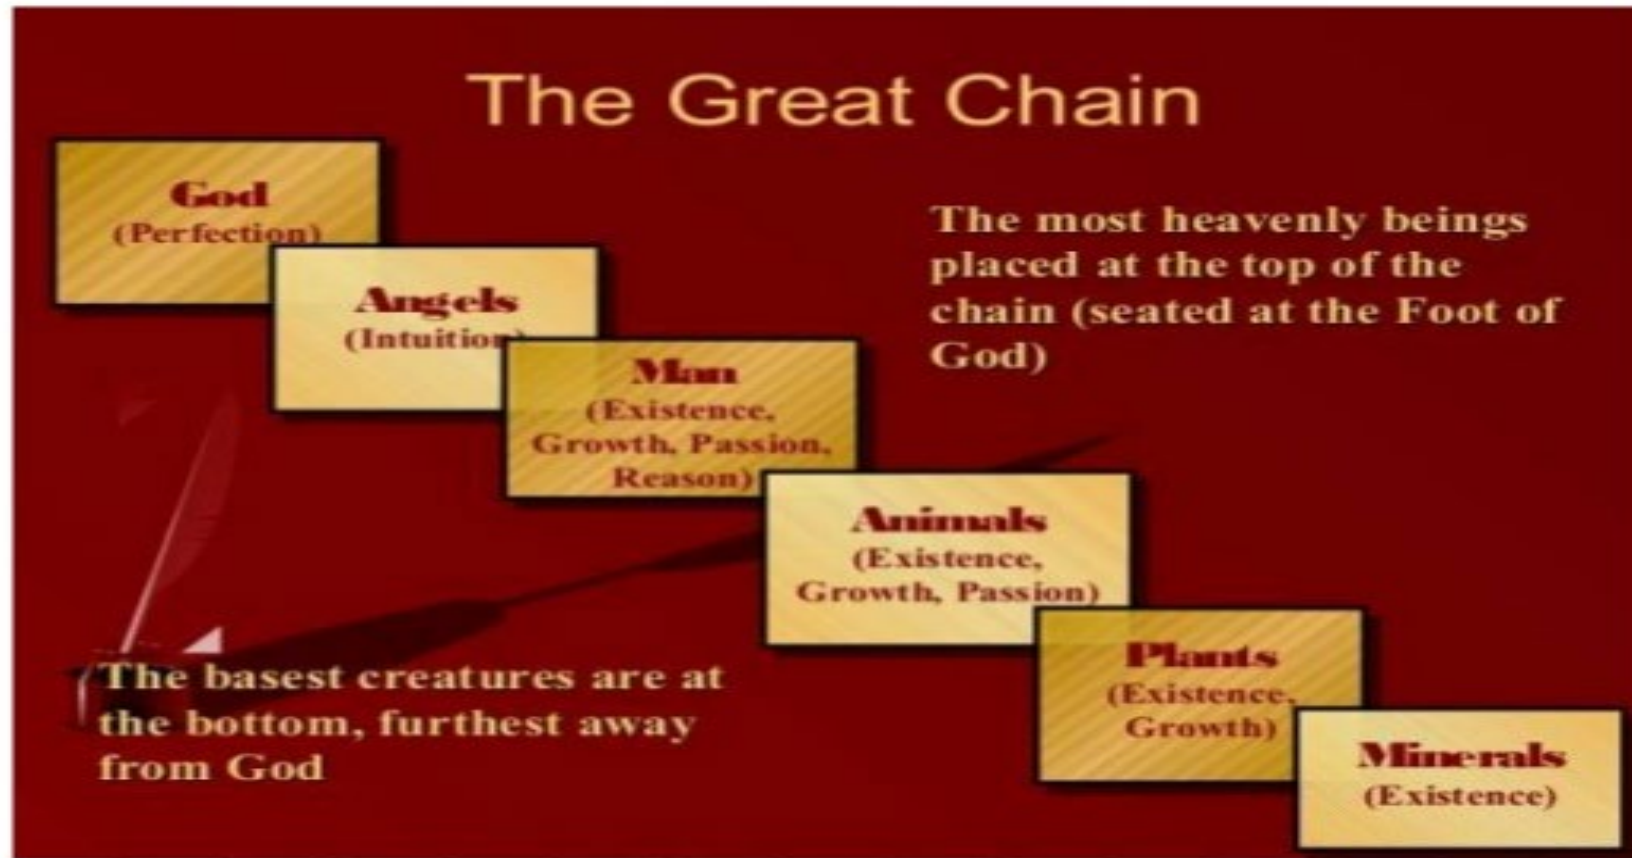 The Great Chain
God
(Perfection)
Angels
(Intuition)
Man
(Existence,
Growth, Passion,
Reason)
Animals
(Existence,
Growth, Passion)
Plants
(Existence,
Growth)
Minerals
(Existence)
The most heavenly beings
placed at the top of the
chain (seated at the Foot of
God)
The basest creatures are at
the bottom, furthest away
from God